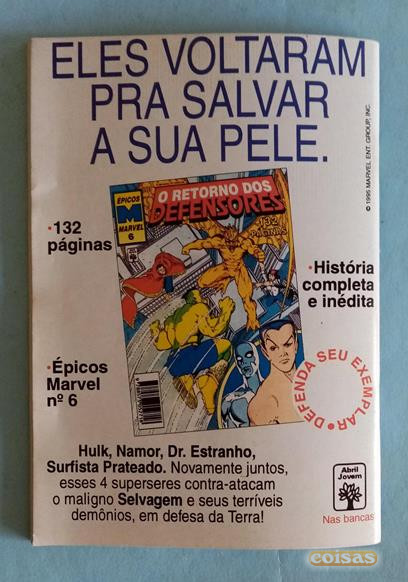 ELES VOLTARAM
PRA SALVAR
A SUA PELE.
© 1995 MARVEL ENT. GROUP, INC.
ÉPICOS
MARVEL
6
O RETORNO DOS
DEFENSORES
132
PÁGINAS
•132
páginas
•História
completa
e inédita
•Épicos
Marvel
nº 6
DEFENDA SEU EXEMPLAR•
Hulk, Namor, Dr. Estranho,
Surfista Prateado. Novamente juntos,
esses 4 superseres contra-atacam
o maligno Selvagem e seus terríveis
demônios, em defesa da Terra!
Abril
Jovem
Nas bancas
coisas